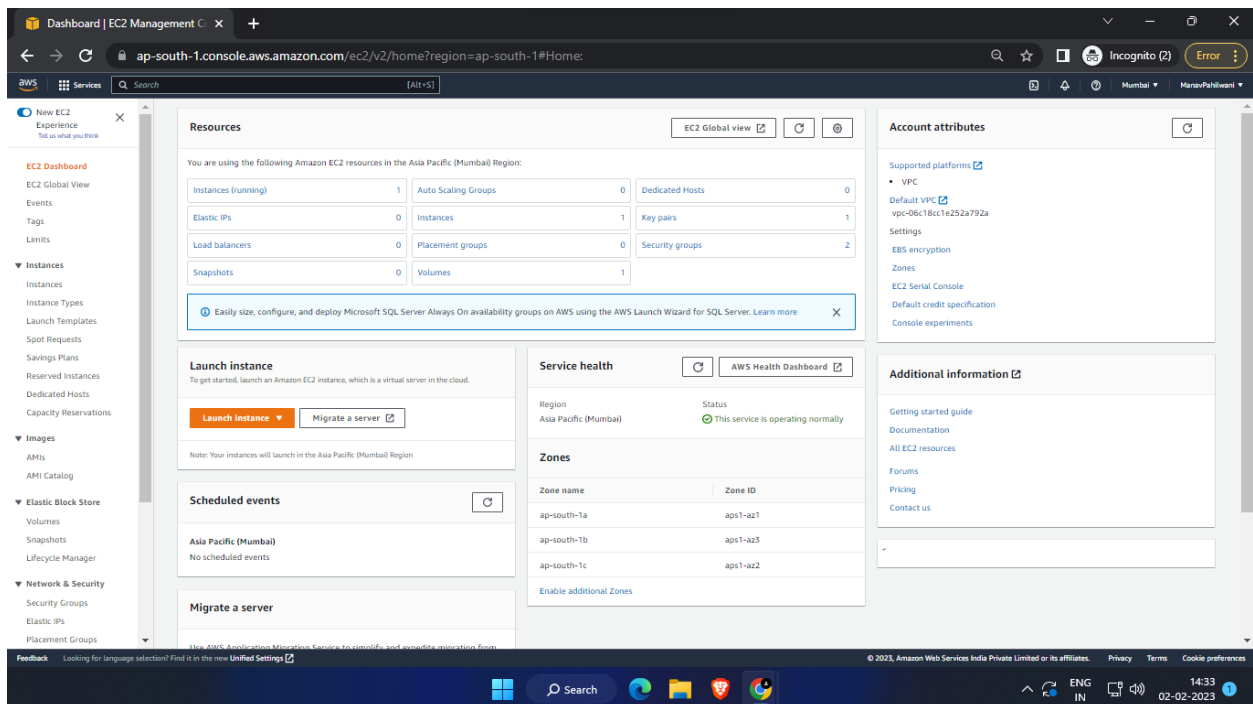 Dashboard | EC2 Management C
ap-south-1.console.aws.amazon.com/ec2/v2/home?region=ap-south-1#Home:
Incognito (2)
Error
aws
Services
Search
[Alt+S]
Mumbai
ManavPahilwani
New EC2
Experience
Tell us what you think
EC2 Dashboard
EC2 Global View
Events
Tags
Limits
Instances
Instances
Instance Types
Launch Templates
Spot Requests
Savings Plans
Reserved Instances
Dedicated Hosts
Capacity Reservations
Images
AMIs
AMI Catalog
Elastic Block Store
Volumes
Snapshots
Lifecycle Manager
Network & Security
Security Groups
Elastic IPs
Placement Groups
Resources
EC2 Global view
You are using the following Amazon EC2 resources in the Asia Pacific (Mumbai) Region:
Instances (running) 1 Auto Scaling Groups 0 Dedicated Hosts 0
Elastic IPs 0 Instances 1 Key pairs 1
Load balancers 0 Placement groups 0 Security groups 2
Snapshots 0 Volumes 1
Easily size, configure, and deploy Microsoft SQL Server Always On availability groups on AWS using the AWS Launch Wizard for SQL Server. Learn more
Launch instance
To get started, launch an Amazon EC2 instance, which is a virtual server in the cloud.
Launch instance
Migrate a server
Note: Your instances will launch in the Asia Pacific (Mumbai) Region
Scheduled events
Asia Pacific (Mumbai)
No scheduled events
Migrate a server
Use AWS Application Migration Service to simplify and expedite migration from
Service health
AWS Health Dashboard
Region Status
Asia Pacific (Mumbai) This service is operating normally
Zones
Zone name Zone ID
ap-south-1a aps1-az1
ap-south-1b aps1-az3
ap-south-1c aps1-az2
Enable additional Zones
Account attributes
Supported platforms
• VPC
Default VPC
vpc-06c18cc1e252a792a
Settings
EBS encryption
Zones
EC2 Serial Console
Default credit specification
Console experiments
Additional information
Getting started guide
Documentation
All EC2 resources
Forums
Pricing
Contact us
Feedback Looking for language selection? Find it in the new Unified Settings
© 2023, Amazon Web Services India Private Limited or its affiliates. Privacy Terms Cookie preferences
Search
ENG
IN
14:33
02-02-2023
1